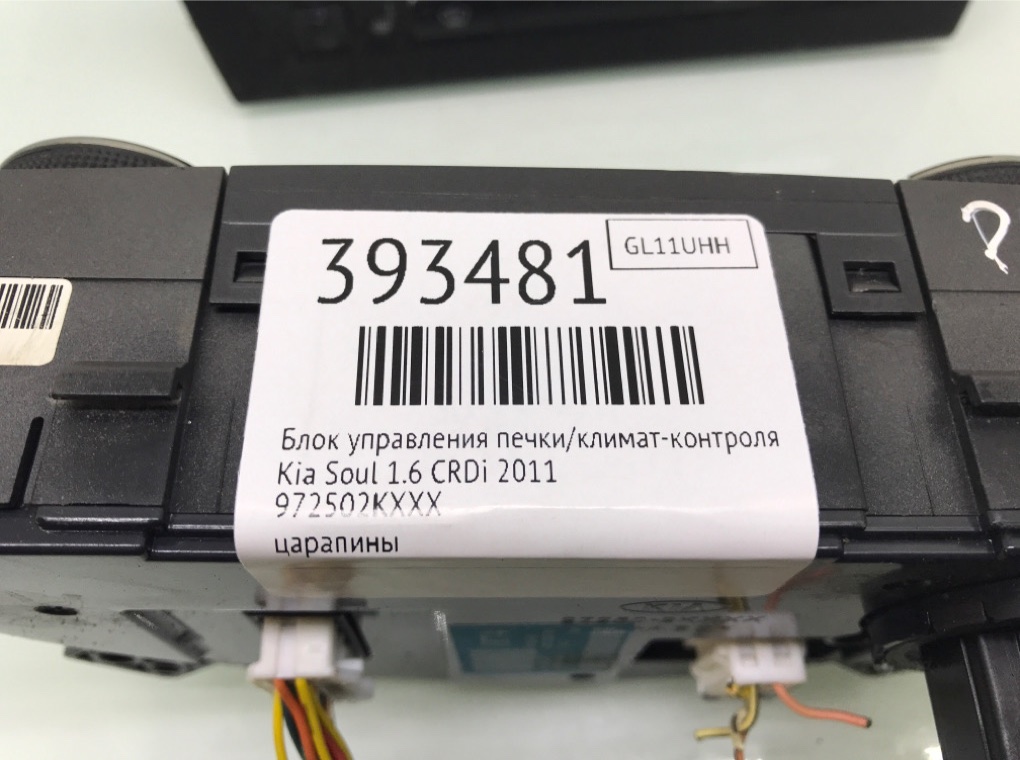 393481
GL11UHH
Блок управления печки/климат-контроля
Kia Soul 1.6 CRDi 2011
972502KXXX
царапины